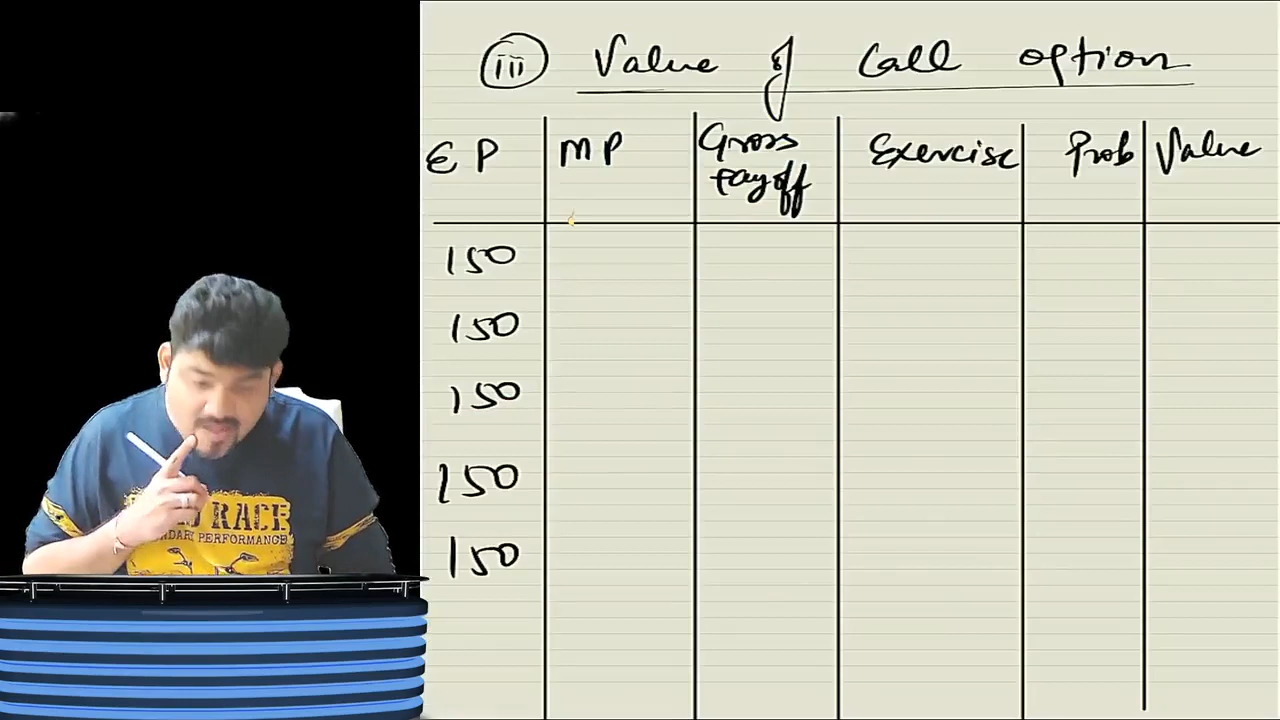 iii Value of Call option
EP MP Gross Payoff Exercise Prob Value
150
150
150
150
150
RACE
PERFORMANCE